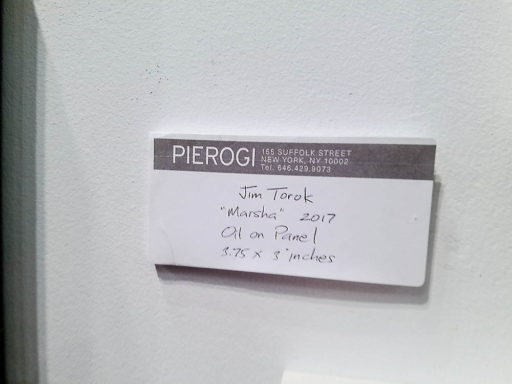 PIEROGI
165 SUFFOLK STREET
NEW YORK, NY 10002
Tel. 646.429.9073
Jim Torok
"Marsha" 2017
Oil on Panel
3.75 x 3 inches